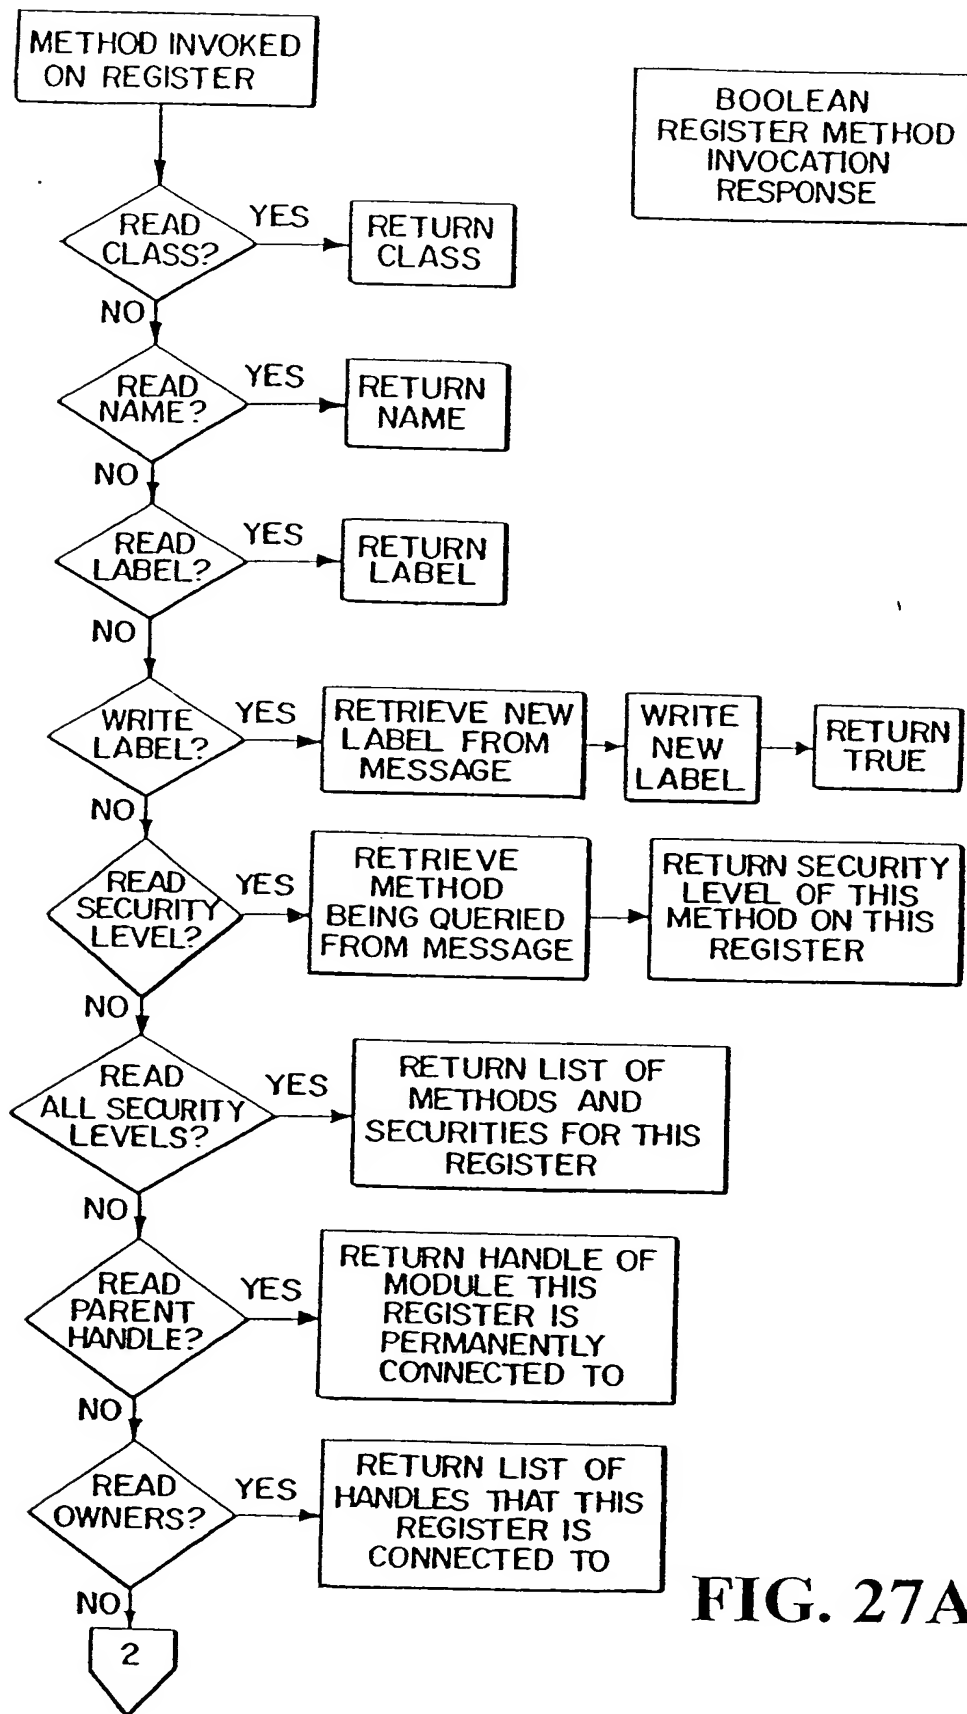 METHOD INVOKED
ON REGISTER
BOOLEAN
REGISTER METHOD
INVOCATION
RESPONSE
READ
CLASS?
YES
RETURN
CLASS
NO
READ
NAME?
YES
RETURN
NAME
NO
READ
LABEL?
YES
RETURN
LABEL
NO
WRITE
LABEL?
YES
RETRIEVE NEW
LABEL FROM
MESSAGE
WRITE
NEW
LABEL
RETURN
TRUE
NO
READ
SECURITY
LEVEL?
YES
RETRIEVE
METHOD
BEING QUERIED
FROM MESSAGE
RETURN SECURITY
LEVEL OF THIS
METHOD ON THIS
REGISTER
NO
READ
ALL SECURITY
LEVELS?
YES
RETURN LIST OF
METHODS AND
SECURITIES FOR THIS
REGISTER
NO
READ
PARENT
HANDLE?
YES
RETURN HANDLE OF
MODULE THIS
REGISTER IS
PERMANENTLY
CONNECTED TO
NO
READ
OWNERS?
YES
RETURN LIST OF
HANDLES THAT THIS
REGISTER IS
CONNECTED TO
NO
2
FIG. 27A